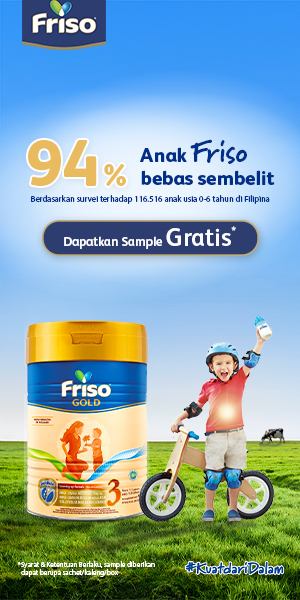 Friso
94% Anak Friso
bebas sembelit
Berdasarkan survei terhadap 116.516 anak usia 0-6 tahun di Filipina
Dapatkan Sample Gratis*
Friso
GOLD
3
*Syarat & Ketentuan Berlaku, sample diberikan
dapat berupa sachet/kaleng/box
#KuatdariDalam